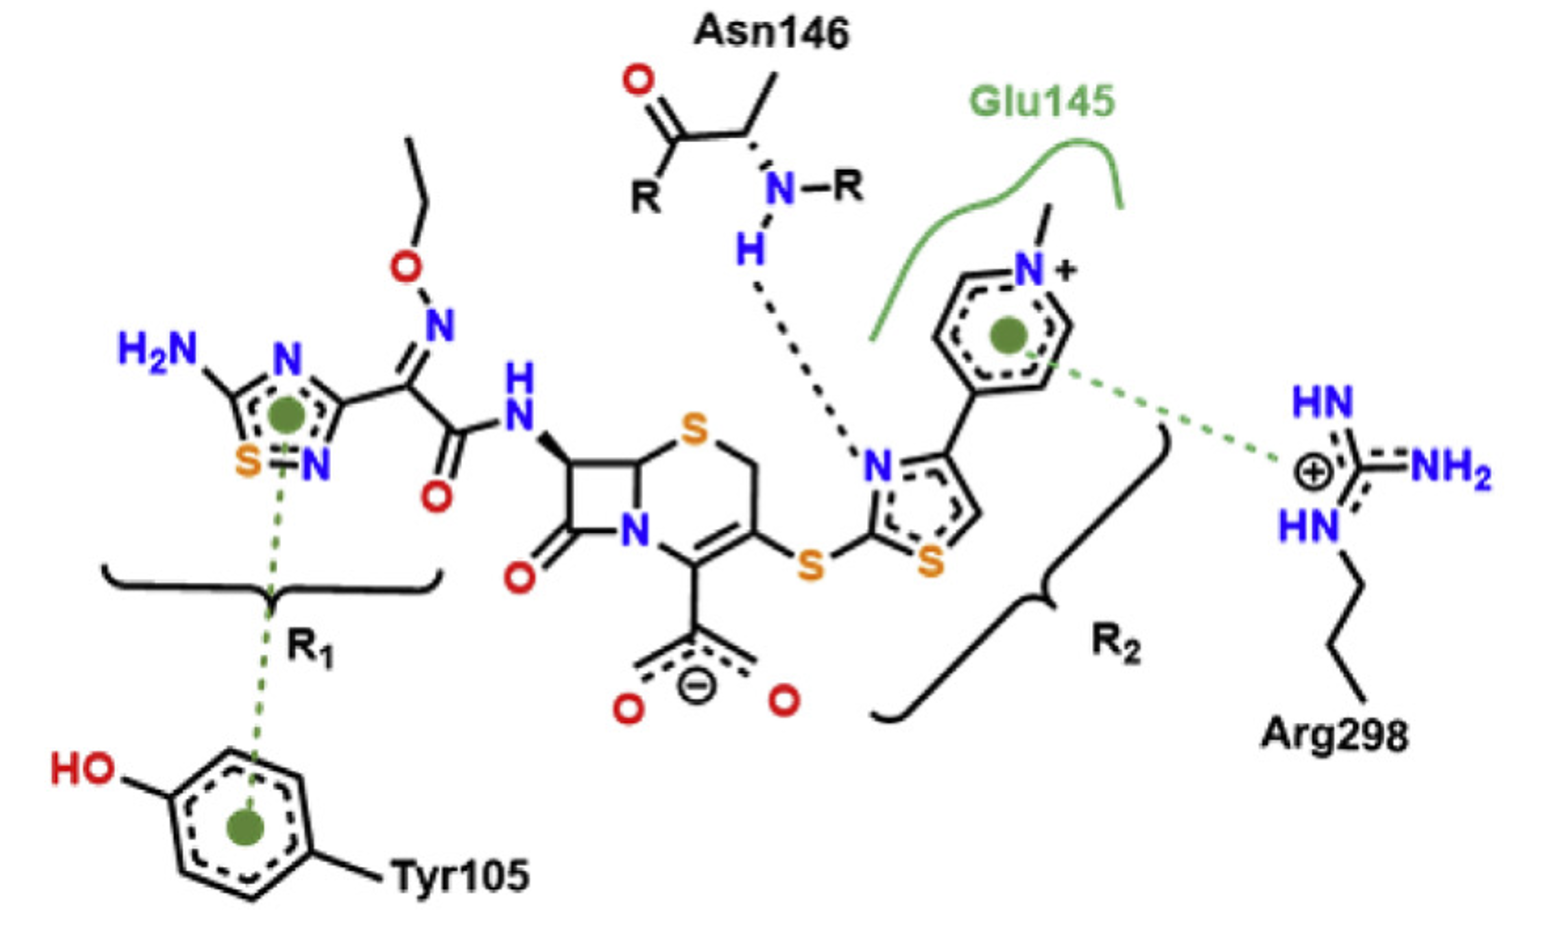 Asn146
O
Glu145
R
N
R
H
O
N
+
N
H₂N
N
H
N
HN
O
S
N
S
N
NH₂
⊕
O
N
S
S
HN
O
R₁
R₂
⊖
O
O
Arg298
HO
Tyr105